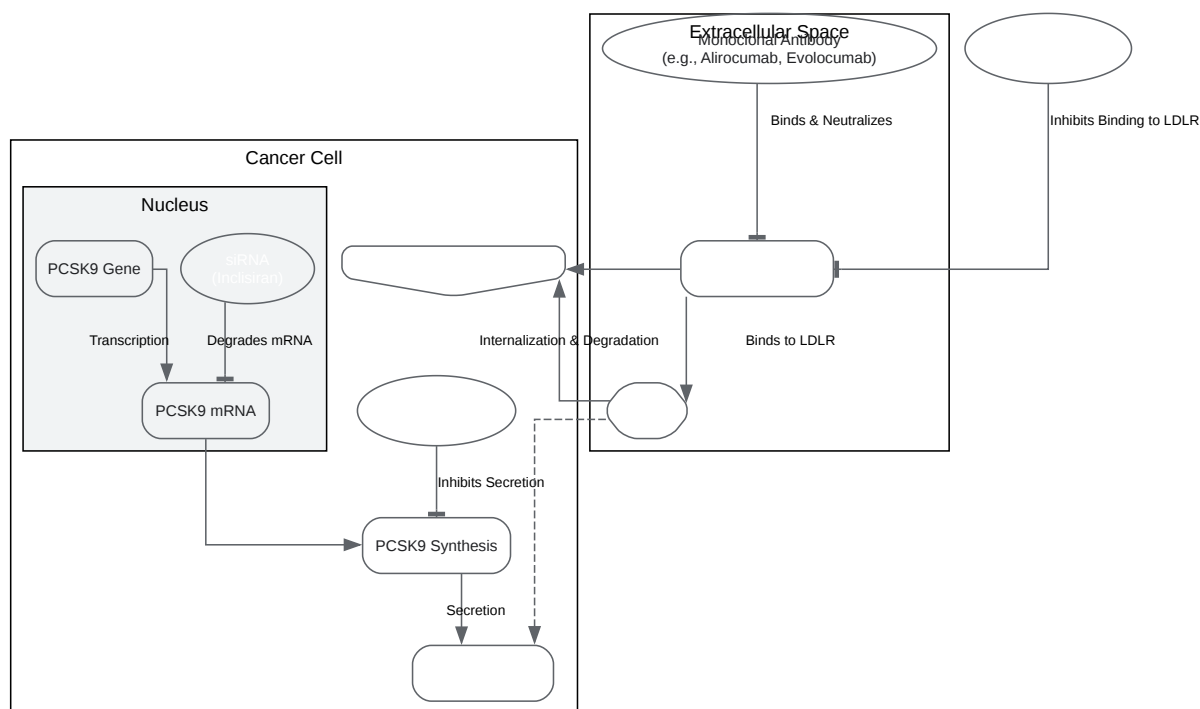 Extracellular Space
Monoclonal Antibody
(e.g., Alirocumab, Evolocumab)
Binds & Neutralizes
Inhibits Binding to LDLR
Cancer Cell
Nucleus
PCSK9 Gene
siRNA
(Inclisiran)
Transcription
Degrades mRNA
Internalization & Degradation
Binds to LDLR
PCSK9 mRNA
Inhibits Secretion
PCSK9 Synthesis
Secretion